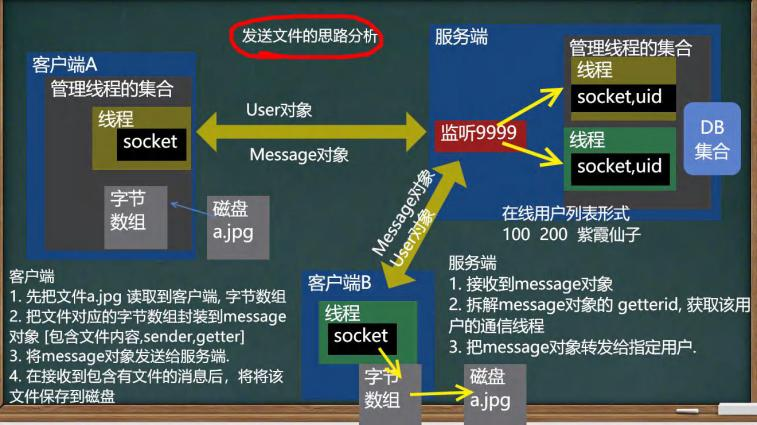 发送文件的思路分析
客户端A
管理线程的集合
线程
socket
字节
数组
磁盘
a.jpg
User对象
Message对象
服务端
管理线程的集合
线程
socket,uid
监听9999
线程
socket,uid
DB
集合
在线用户列表形式
100 200 紫霞仙子
Message对象
User对象
客户端
1. 先把文件a.jpg 读取到客户端, 字节数组
2. 把文件对应的字节数组封装到message
对象 [包含文件内容,sender,getter]
3. 将message对象发送给服务端.
4. 在接收到包含有文件的消息后，将将该
文件保存到磁盘
客户端B
线程
socket
字节
数组
磁盘
a.jpg
服务端
1. 接收到message对象
2. 拆解message对象的 getterid, 获取该用
户的通信线程
3. 把message对象转发给指定用户.